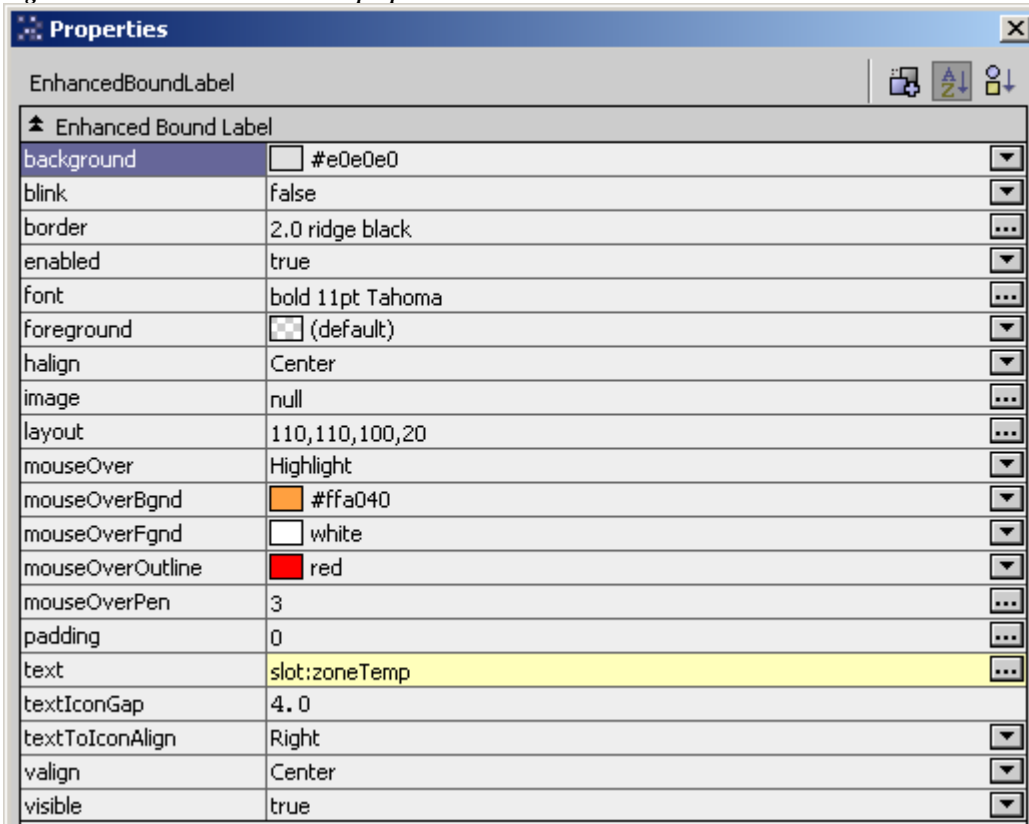 Properties
EnhancedBoundLabel
Enhanced Bound Label
background #e0e0e0
blink false
border 2.0 ridge black
enabled true
font bold 11pt Tahoma
foreground (default)
halign Center
image null
layout 110,110,100,20
mouseOver Highlight
mouseOverBgnd #ffa040
mouseOverFgnd white
mouseOverOutline red
mouseOverPen 3
padding 0
text slot:zoneTemp
textIconGap 4.0
textToIconAlign Right
valign Center
visible true